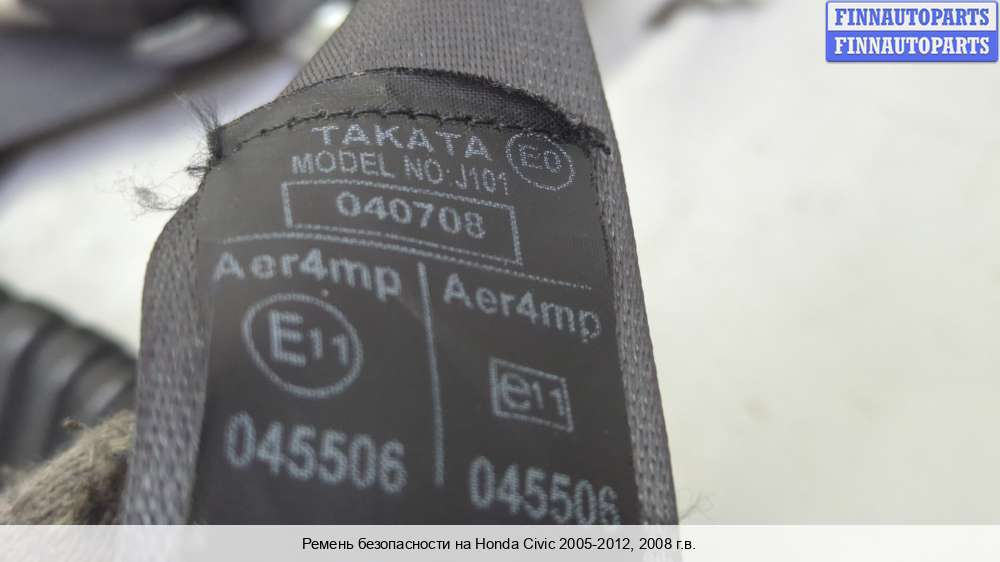 FINNAUTOPARTS
FINNAUTOPARTS
TAKATA
E0
MODEL NO:J101
040708
Aer4mp
Aer4mp
E11
e11
045506
045506
Ремень безопасности на Honda Civic 2005-2012, 2008 г.в.